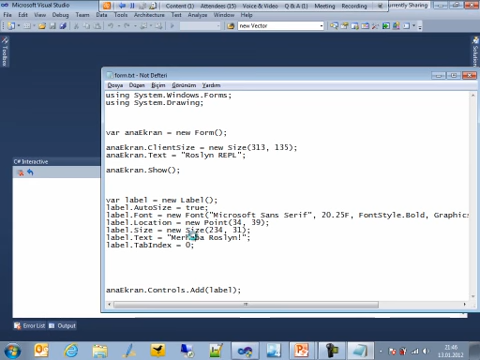 Microsoft Visual Studio
Content (1)
Attendees (15)
Voice & Video
Q & A (1)
Meeting
Recording
urrently Sharing
File Edit View Debug Team Data Tools Architecture Test Analyze Window Help
new Vector
Toolbox
form.txt - Not Defteri
Dosya Düzen Biçim Görünüm Yardım
using System.Windows.Forms;
using System.Drawing;
var anaEkran = new Form();
anaEkran.ClientSize = new Size(313, 135);
anaEkran.Text = "Roslyn REPL";
anaEkran.Show();
C# Interactive
var label = new Label();
label.AutoSize = true;
label.Font = new Font("Microsoft Sans Serif", 20.25F, FontStyle.Bold, Graphics
label.Location = new Point(34, 39);
label.Size = new Size(234, 31);
label.Text = "Merhaba Roslyn!";
label.TabIndex = 0;
anaEkran.Controls.Add(label);
Error List Output
21:46
13.01.2012